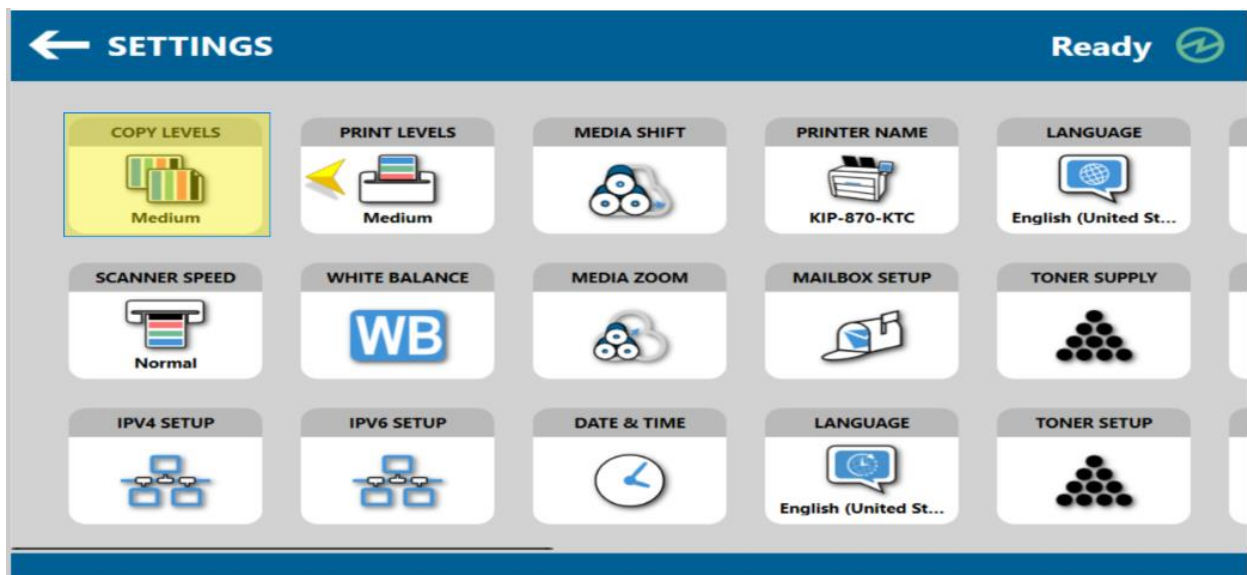 SETTINGS
Ready
COPY LEVELS
Medium
PRINT LEVELS
Medium
MEDIA SHIFT
PRINTER NAME
KIP-870-KTC
LANGUAGE
English (United St...
SCANNER SPEED
Normal
WHITE BALANCE
WB
MEDIA ZOOM
MAILBOX SETUP
TONER SUPPLY
IPV4 SETUP
IPV6 SETUP
DATE & TIME
LANGUAGE
English (United St...
TONER SETUP